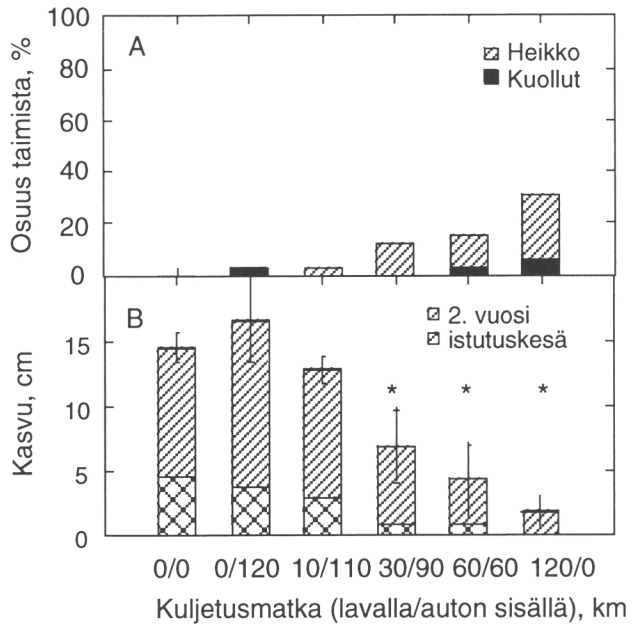 100
80
60
40
20
0
Osuus taimista, %
A
Heikko
Kuollut
B
2. vuosi
istutuskesä
15
10
5
0
Kasvu, cm
* * *
0/0 0/120 10/110 30/90 60/60 120/0
Kuljetusmatka (lavalla/auton sisällä), km